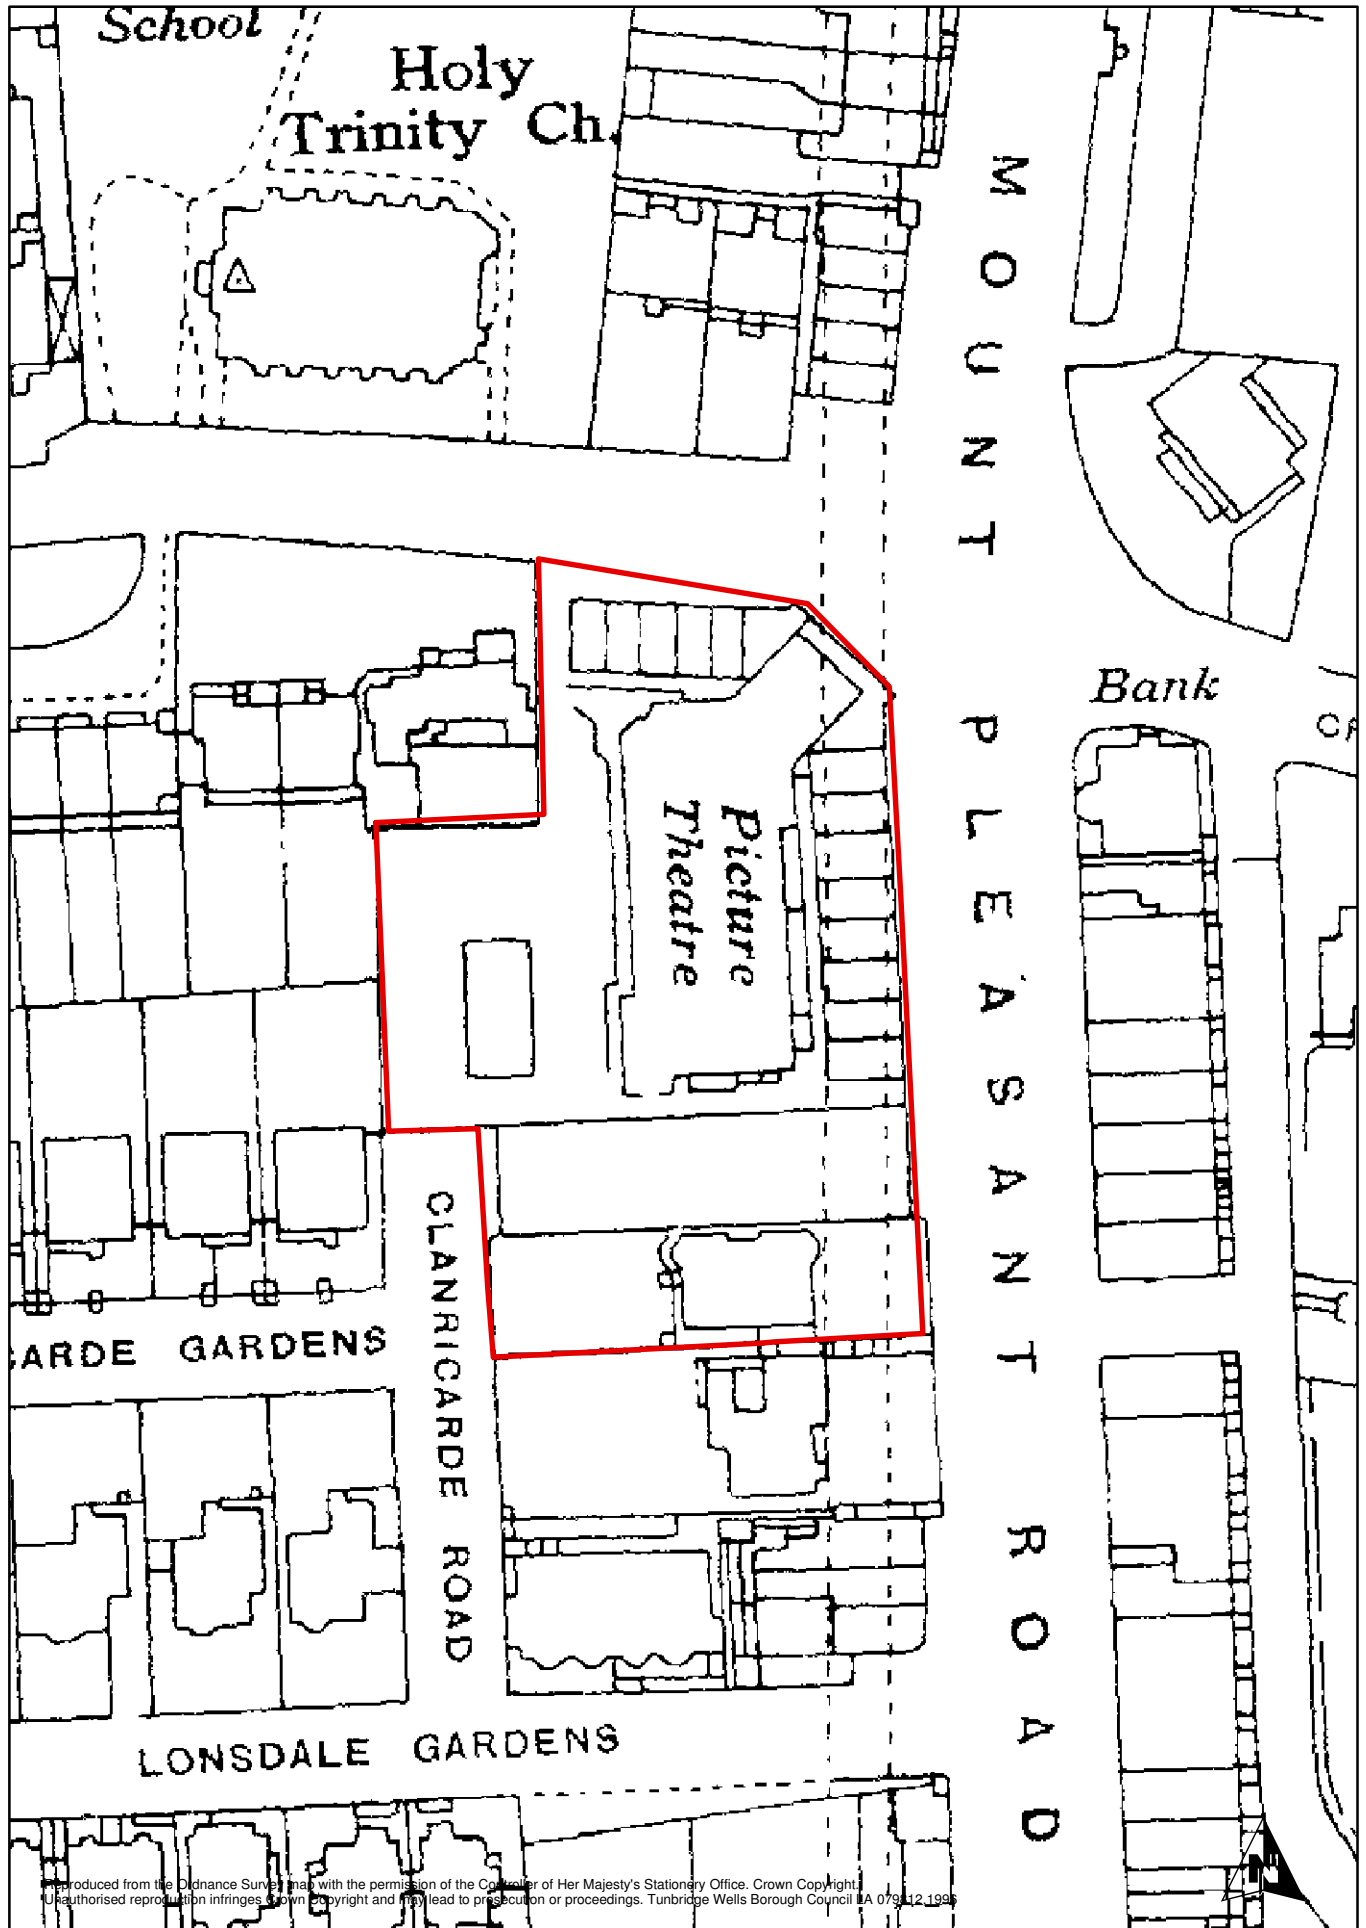 School
Holy
Trinity Ch.
MOUNT PLEASANT ROAD
Bank
Picture
Theatre
CLANRICARDE ROAD
CARDE GARDENS
LONSDALE GARDENS
N
Reproduced from the Ordnance Survey map with the permission of the Controller of Her Majesty's Stationery Office. Crown Copyright.
Unauthorised reproduction infringes Crown Copyright and may lead to prosecution or proceedings. Tunbridge Wells Borough Council LA 1996